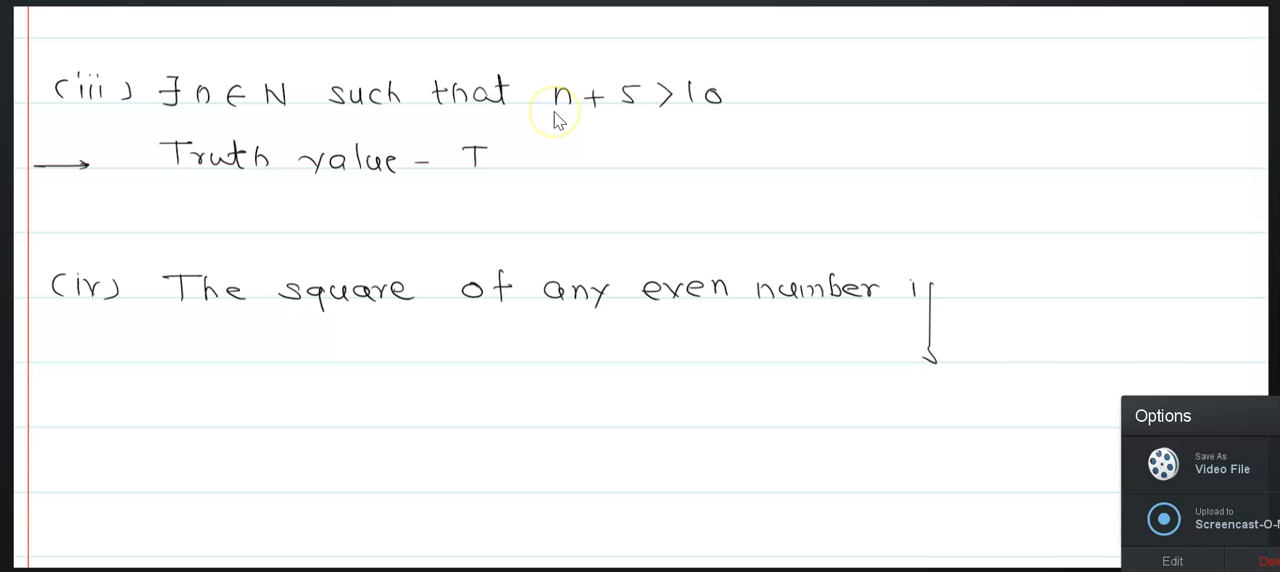 (iii) ∃ n ∈ N such that n + 5 > 10
→ Truth value - T
(iv) The square of any even number i
Options
Save As
Video File
Upload to
Screencast-O-
Edit